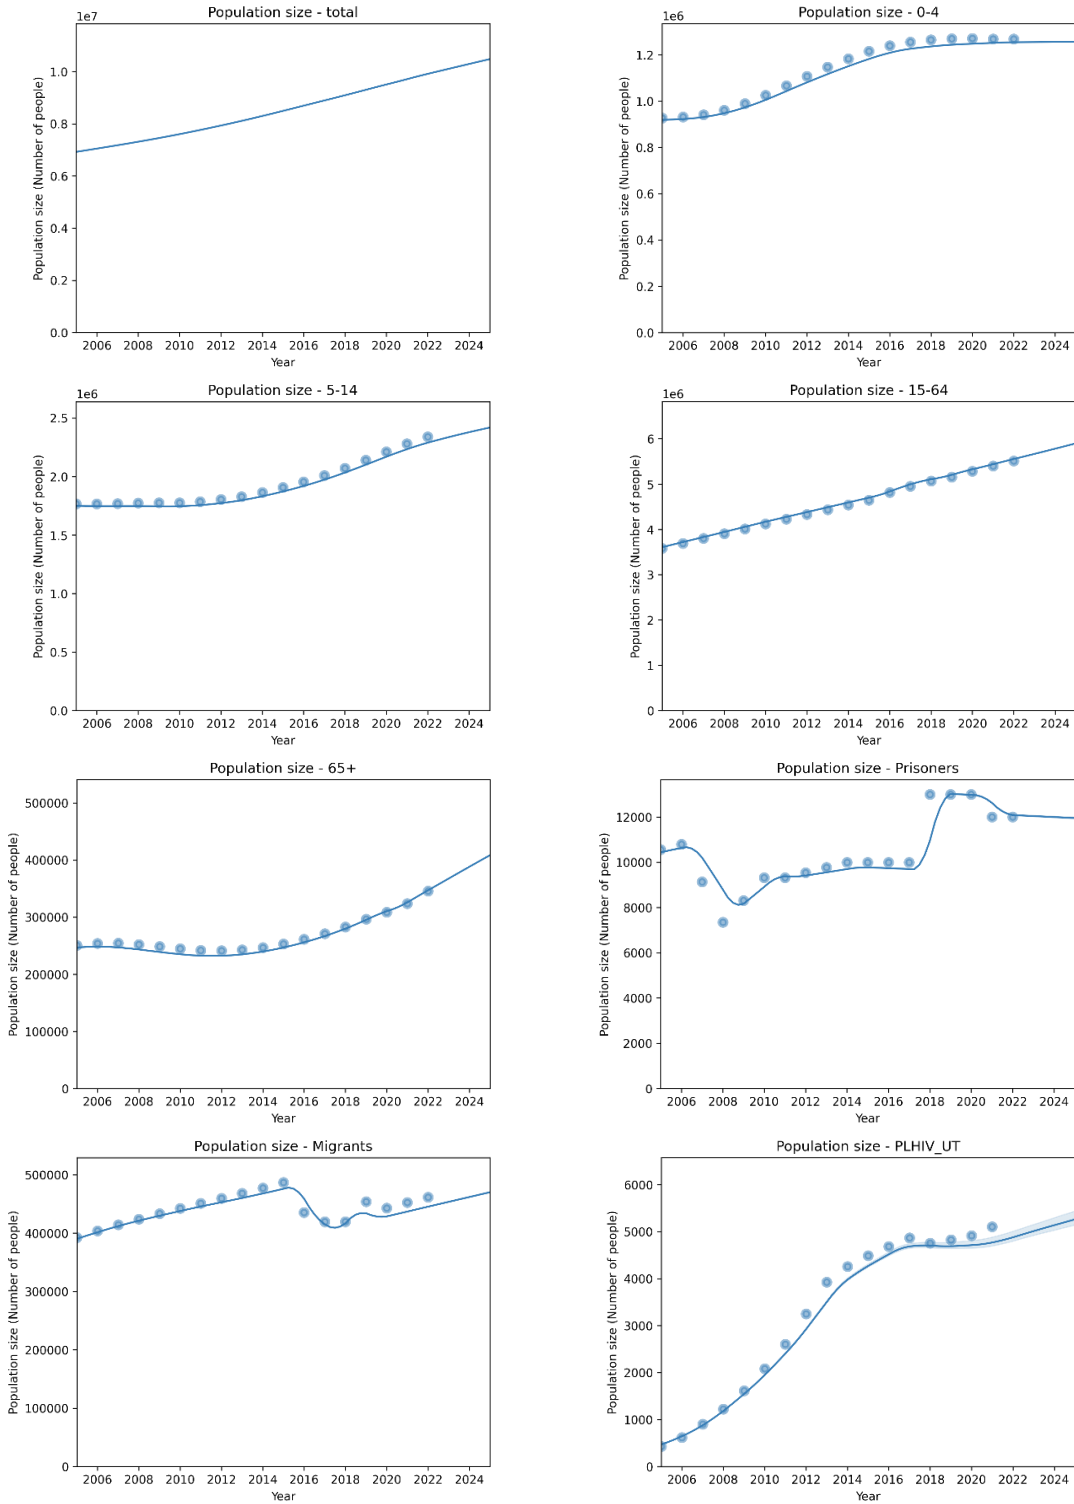 Population size - total
1e7
Population size (Number of people)
1.0
0.8
0.6
0.4
0.2
0.0
2006 2008 2010 2012 2014 2016 2018 2020 2022 2024
Year
Population size - 0-4
1e6
Population size (Number of people)
1.2
1.0
0.8
0.6
0.4
0.2
0.0
2006 2008 2010 2012 2014 2016 2018 2020 2022 2024
Year
Population size - 5-14
1e6
Population size (Number of people)
2.5
2.0
1.5
1.0
0.5
0.0
2006 2008 2010 2012 2014 2016 2018 2020 2022 2024
Year
Population size - 15-64
1e6
Population size (Number of people)
6
5
4
3
2
1
0
2006 2008 2010 2012 2014 2016 2018 2020 2022 2024
Year
Population size - 65+
Population size (Number of people)
500000
400000
300000
200000
100000
0
2006 2008 2010 2012 2014 2016 2018 2020 2022 2024
Year
Population size - Prisoners
Population size (Number of people)
12000
10000
8000
6000
4000
2000
0
2006 2008 2010 2012 2014 2016 2018 2020 2022 2024
Year
Population size - Migrants
Population size (Number of people)
500000
400000
300000
200000
100000
0
2006 2008 2010 2012 2014 2016 2018 2020 2022 2024
Year
Population size - PLHIV_UT
Population size (Number of people)
6000
5000
4000
3000
2000
1000
0
2006 2008 2010 2012 2014 2016 2018 2020 2022 2024
Year